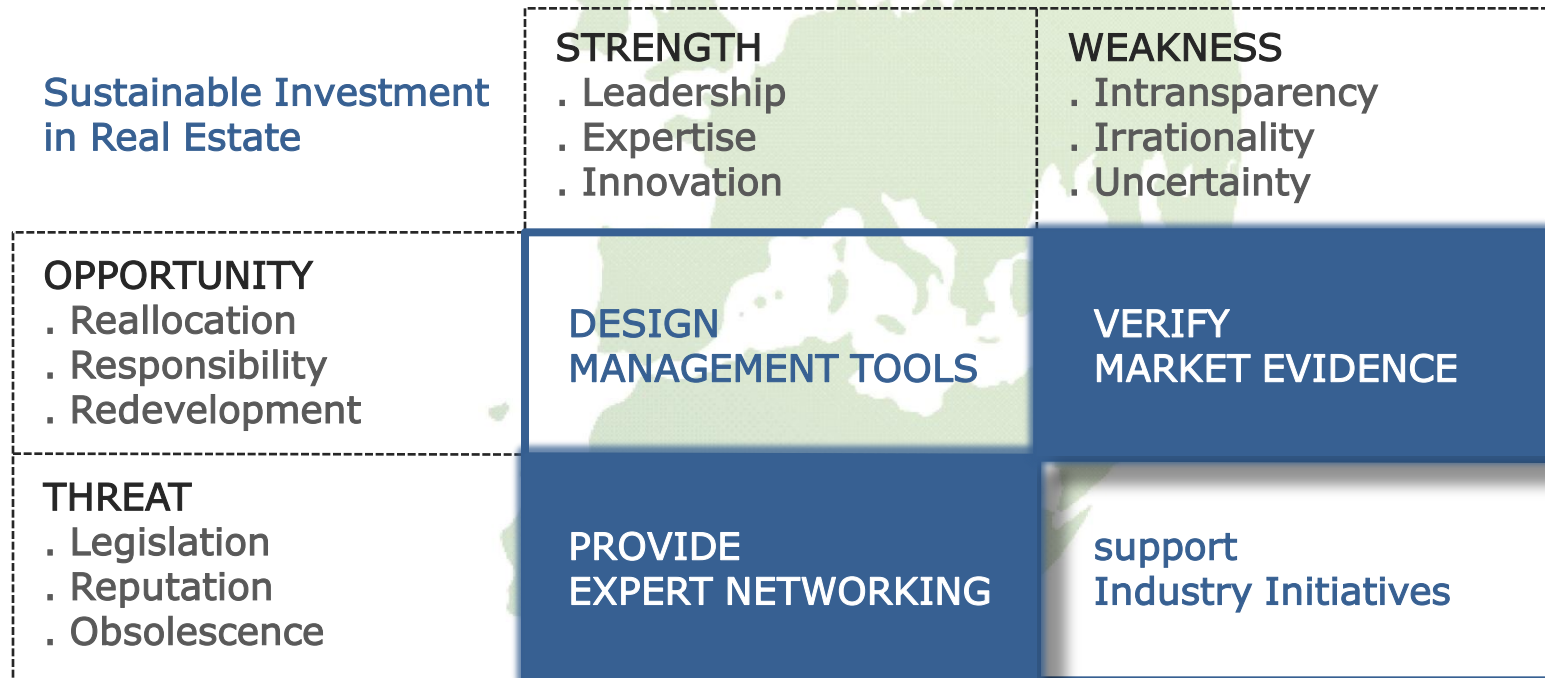 Sustainable Investment
in Real Estate
STRENGTH
. Leadership
. Expertise
. Innovation
WEAKNESS
. Intransparency
. Irrationality
. Uncertainty
OPPORTUNITY
. Reallocation
. Responsibility
. Redevelopment
DESIGN
MANAGEMENT TOOLS
VERIFY
MARKET EVIDENCE
THREAT
. Legislation
. Reputation
. Obsolescence
PROVIDE
EXPERT NETWORKING
support
Industry Initiatives